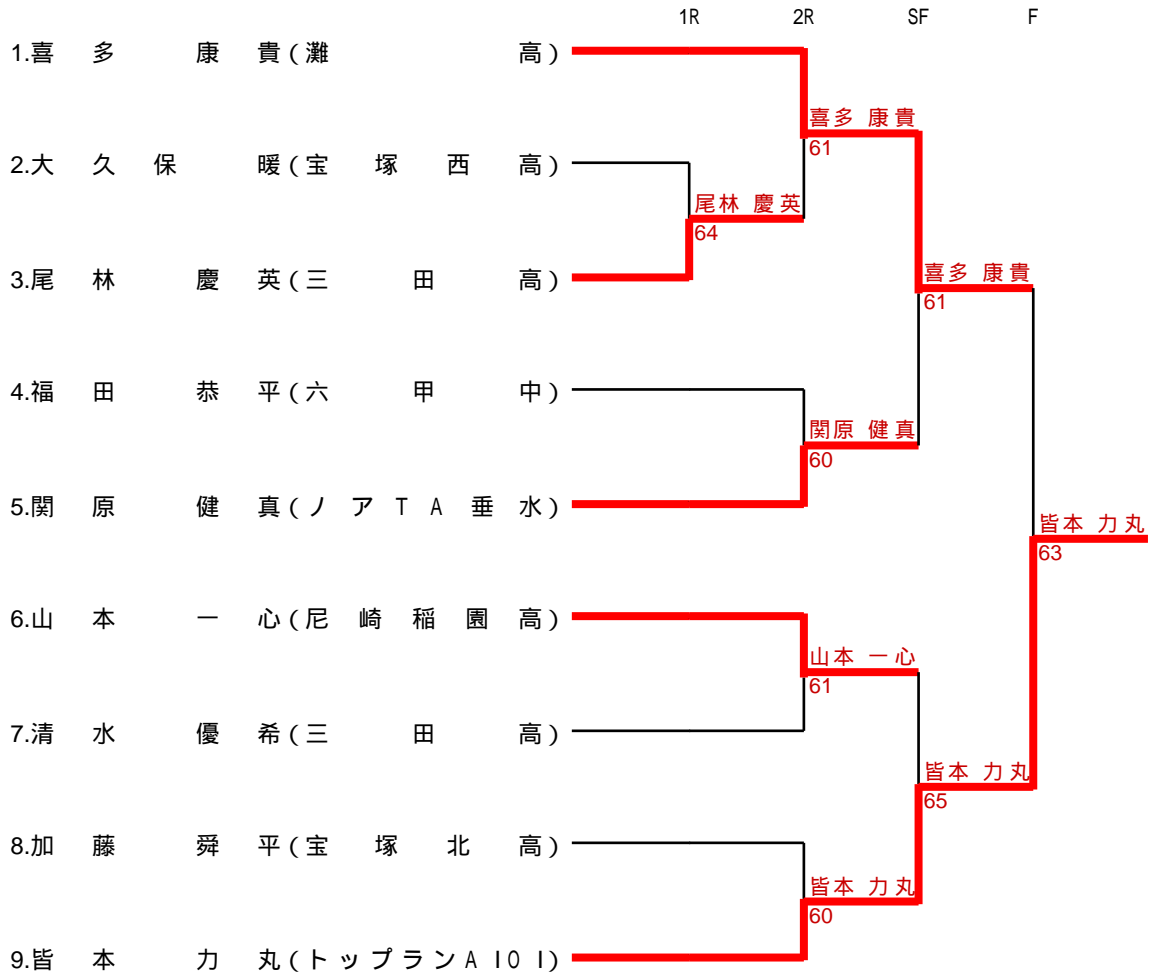 1R 2R SF F
1.喜多 康貴(灘 高)
喜多 康貴
61
2.大久保 暖(宝塚西高)
尾林 慶英
64
3.尾林 慶英(三田高)
喜多 康貴
61
4.福田 恭平(六甲中)
関原 健真
60
5.関原 健真(ノアTA垂水)
皆本 力丸
63
6.山本 一心(尼崎稲園高)
山本 一心
61
7.清水 優希(三田高)
皆本 力丸
65
8.加藤 舜平(宝塚北高)
皆本 力丸
60
9.皆本 力丸(トップランAIOI)